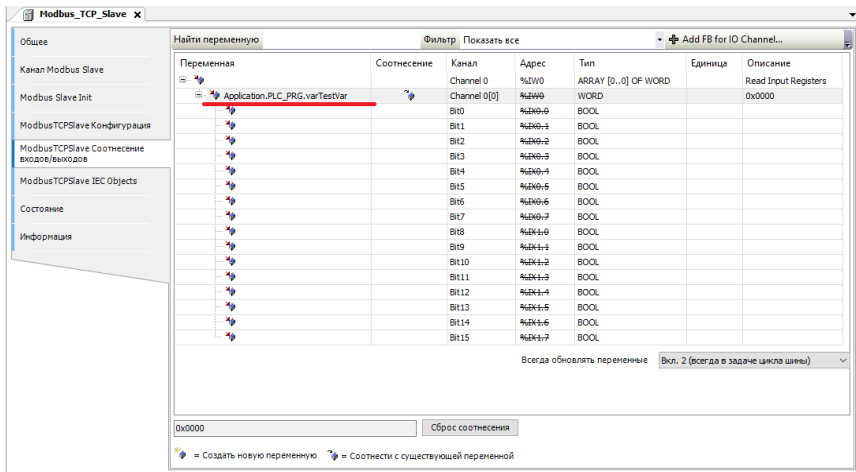 Modbus_TCP_Slave X
Общее
Канал Modbus Slave
Modbus Slave Init
ModbusTCPSlave Конфигурация
ModbusTCPSlave Соотнесение
входов/выходов
ModbusTCPSlave IEC Objects
Состояние
Информация
Найти переменную Фильтр Показать все Add FB for IO Channel...
Переменная Соотнесение Канал Адрес Тип Единица Описание
Channel 0 %IW0 ARRAY [0..0] OF WORD Read Input Registers
Application.PLC_PRG.varTestVar Channel 0[0] %IW0 WORD 0x0000
Bit0 %IX0.0 BOOL
Bit1 %IX0.1 BOOL
Bit2 %IX0.2 BOOL
Bit3 %IX0.3 BOOL
Bit4 %IX0.4 BOOL
Bit5 %IX0.5 BOOL
Bit6 %IX0.6 BOOL
Bit7 %IX0.7 BOOL
Bit8 %IX1.0 BOOL
Bit9 %IX1.1 BOOL
Bit10 %IX1.2 BOOL
Bit11 %IX1.3 BOOL
Bit12 %IX1.4 BOOL
Bit13 %IX1.5 BOOL
Bit14 %IX1.6 BOOL
Bit15 %IX1.7 BOOL
Всегда обновлять переменные Вкл. 2 (всегда в задаче цикла шины)
0x0000 Сброс соотнесения
= Создать новую переменную = Соотнести с существующей переменной